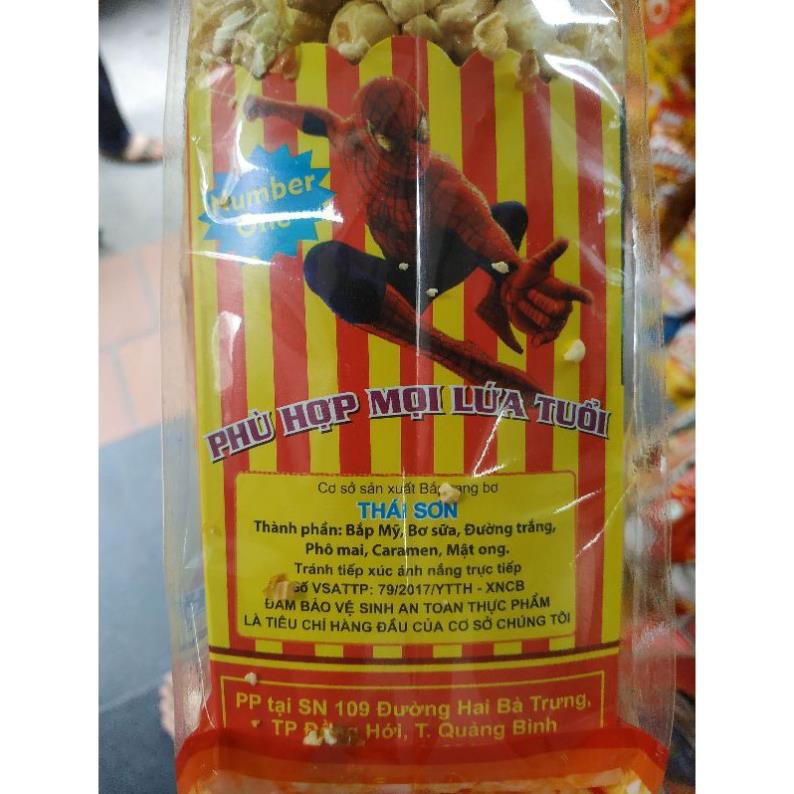 Number
One
PHÙ HỢP MỌI LỨA TUỔI
Cơ sở sản xuất Bắp rang bơ
THÁI SƠN
Thành phần: Bắp Mỹ, Bơ sữa, Đường trắng,
Phô mai, Caramen, Mật ong.
Tránh tiếp xúc ánh nắng trực tiếp
Số VSATTP: 79/2017/YTTH - XNCB
ĐẢM BẢO VỆ SINH AN TOÀN THỰC PHẨM
LÀ TIÊU CHÍ HÀNG ĐẦU CỦA CƠ SỞ CHÚNG TÔI
PP tại SN 109 Đường Hai Bà Trưng,
TP Đồng Hới, T. Quảng Bình